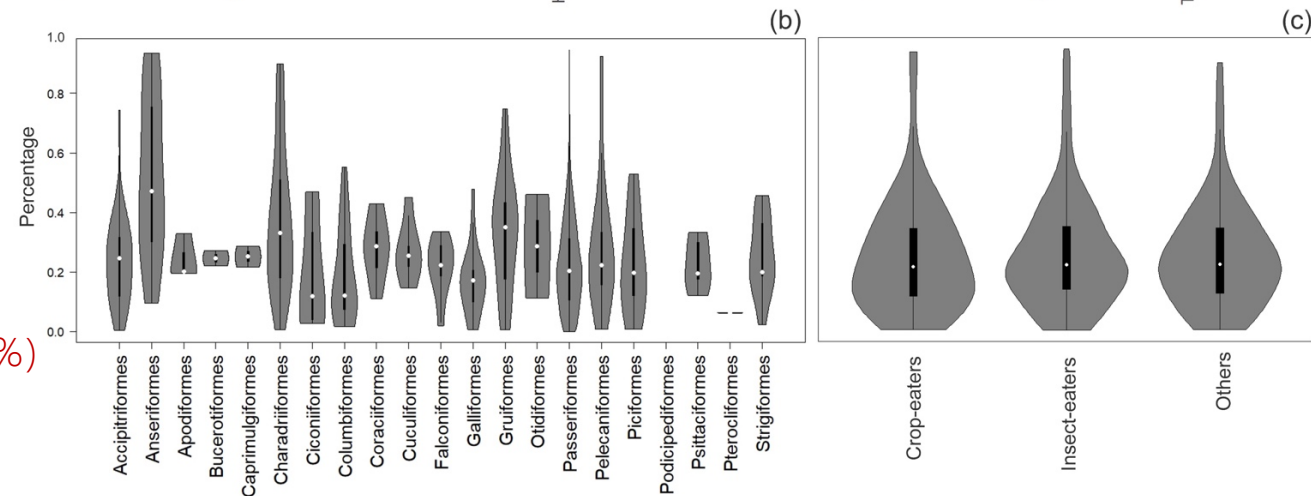 (b)
(c)
Percentage
1.0
0.8
0.6
0.4
0.2
0.0
%)
Accipitriformes
Anseriformes
Apodiformes
Bucerotiformes
Caprimulgiformes
Charadriiformes
Ciconiiformes
Columbiformes
Coraciiformes
Cuculiformes
Falconiformes
Galliformes
Gruiformes
Otidiformes
Passeriformes
Pelecaniformes
Piciformes
Podicipediformes
Psittaciformes
Pterocliformes
Strigiformes
Crop-eaters
Insect-eaters
Others